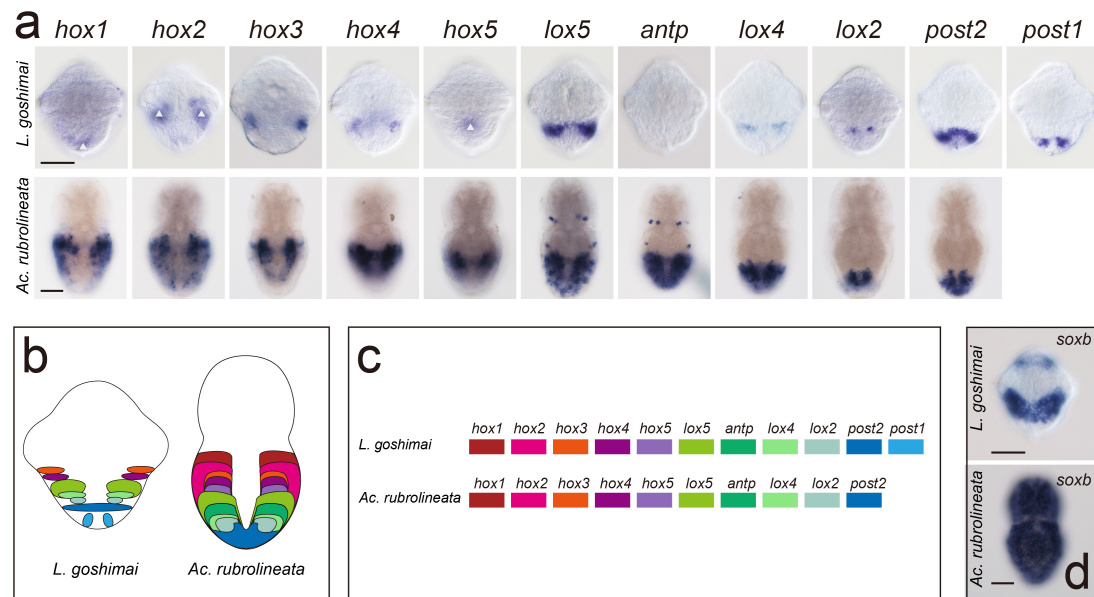 a
hox1 hox2 hox3 hox4 hox5 lox5 antp lox4 lox2 post2 post1
L. goshimai
Ac. rubrolineata
b
L. goshimai Ac. rubrolineata
c
hox1 hox2 hox3 hox4 hox5 lox5 antp lox4 lox2 post2 post1
L. goshimai
hox1 hox2 hox3 hox4 hox5 lox5 antp lox4 lox2 post2
Ac. rubrolineata
soxb
L. goshimai
soxb
Ac. rubrolineata
d